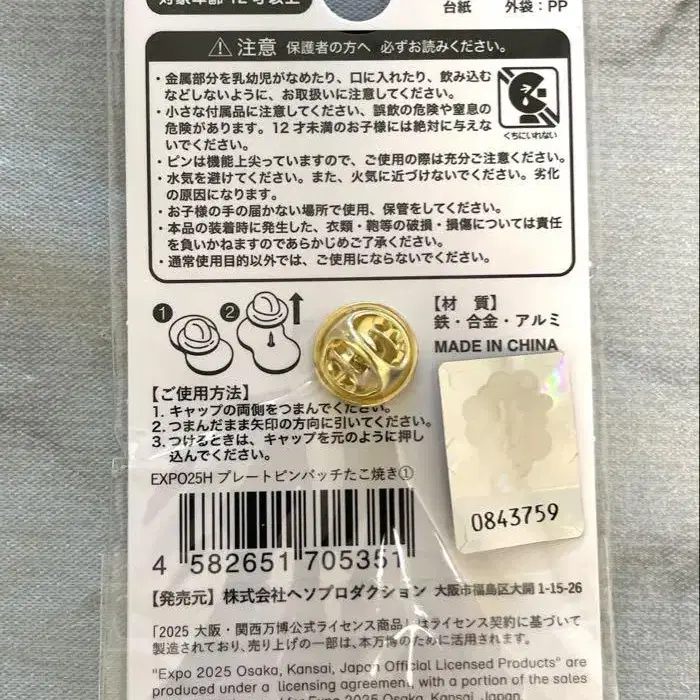 対象年齢 12 才以上
台紙 外袋：PP
注意 保護者の方へ 必ずお読みください。
・金属部分を乳幼児がなめたり、口に入れたり、飲み込む
などしないように、お取扱いに注意してください。
・小さな付属品に注意してください、誤飲の危険や窒息の
危険があります。12 才未満のお子様には絶対に与えな
いでください。
くちにいれない
・ピンは機能上尖っていますので、ご使用の際は充分ご注意ください。
・水気を避けてください。また、火気に近づけないでください。劣化
の原因になります。
・お子様の手の届かない場所で使用、保管をしてください。
・本品の装着時に発生した、衣類・鞄等の破損・損傷については責任
を負いかねますのであらかじめご了承ください。
・通常使用目的以外では、ご使用にならないでください。
❶ ❷
【材 質】
鉄・合金・アルミ
MADE IN CHINA
【ご使用方法】
1. キャップの両側をつまんでください。
2. つまんだまま矢印の方向に引いてください。
3. つけるときは、キャップを元のように押し
込んでください。
EXPO25H プレートピンバッチたこ焼き①
0843759
4 582651 705351
【発売元】株式会社ヘソプロダクション 大阪市福島区大開 1-15-26
「2025 大阪・関西万博公式ライセンス商品」はライセンス契約に基づいて
製造されており、売り上げの一部は、本万博のために活用されます。
"Expo 2025 Osaka, Kansai, Japan Official Licensed Products" are
produced under a licensing agreement, with a portion of the sales
for Expo 2025 Osaka, Kansai, Japan.